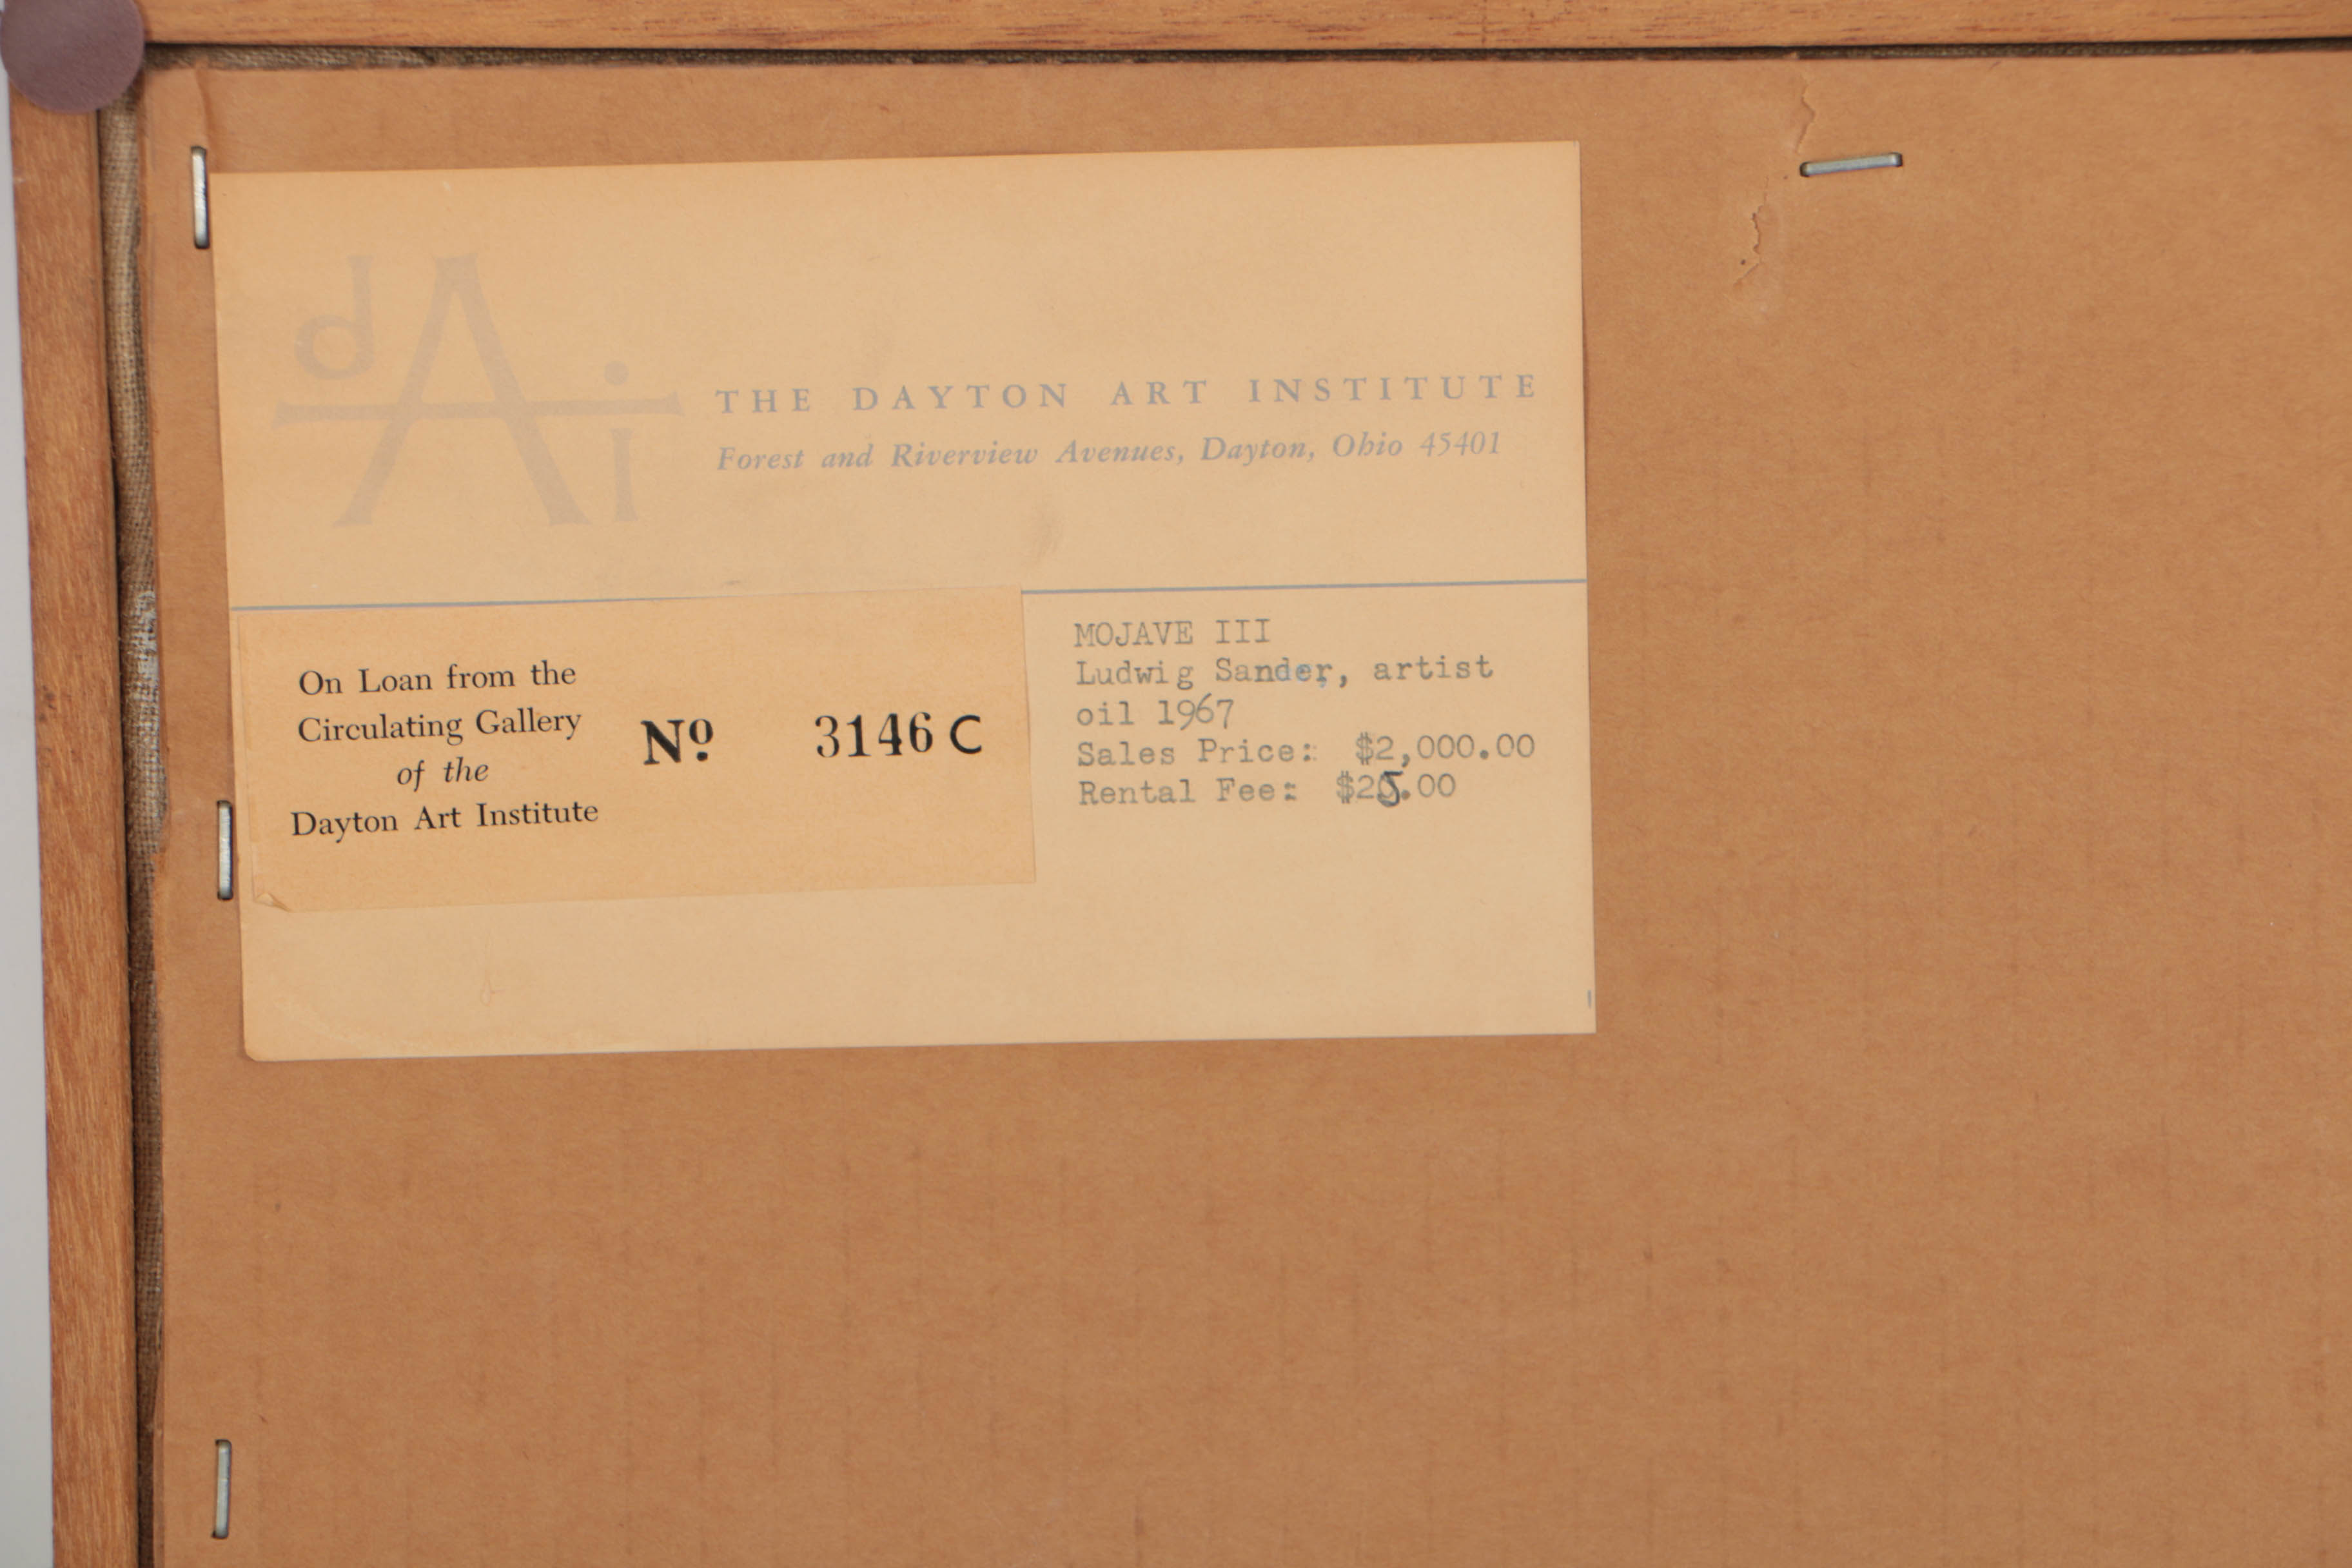 dAi
THE DAYTON ART INSTITUTE
Forest and Riverview Avenues, Dayton, Ohio 45401
On Loan from the
Circulating Gallery
of the
Dayton Art Institute
Nº 3146 C
MOJAVE III
Ludwig Sander, artist
oil 1967
Sales Price: $2,000.00
Rental Fee: $25.00